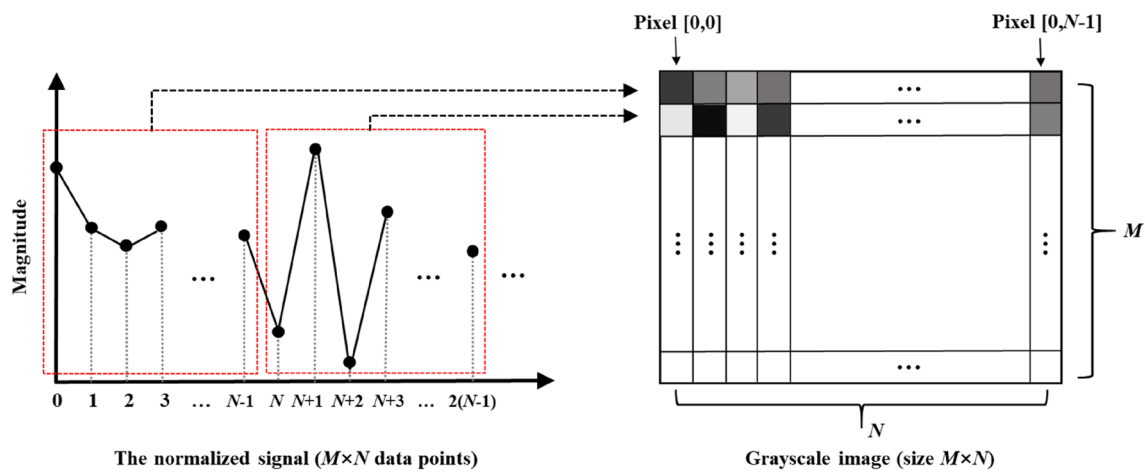 Pixel [0,0]
Pixel [0,N-1]
...
...
M
Magnitude
... ...
...
0 1 2 3 ... N-1 N N+1 N+2 N+3 ... 2(N-1)
N
The normalized signal (M×N data points)
Grayscale image (size M×N)